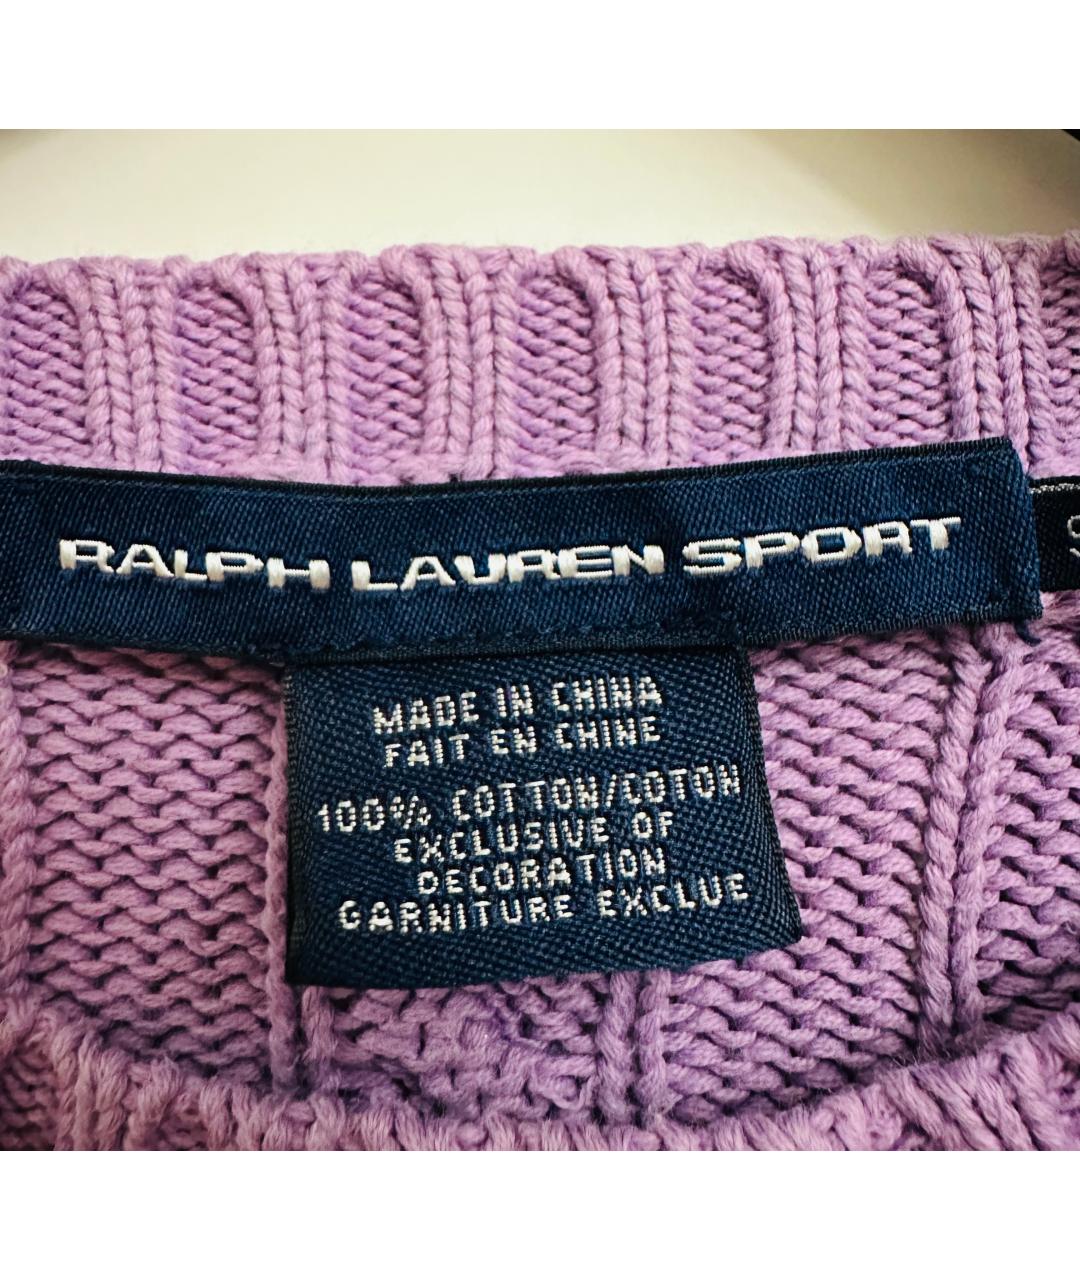 RALPH LAUREN SPORT
S
MADE IN CHINA
FAIT EN CHINE
100% COTTON/COTON
EXCLUSIVE OF
DECORATION
GARNITURE EXCLUE